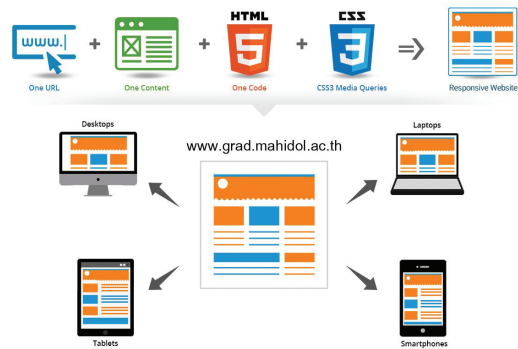 HTML
CSS
www.
5
3
One URL
One Content
One Code
CSS3 Media Queries
Responsive Website
Desktops
Laptops
www.grad.mahidol.ac.th
Tablets
Smartphones